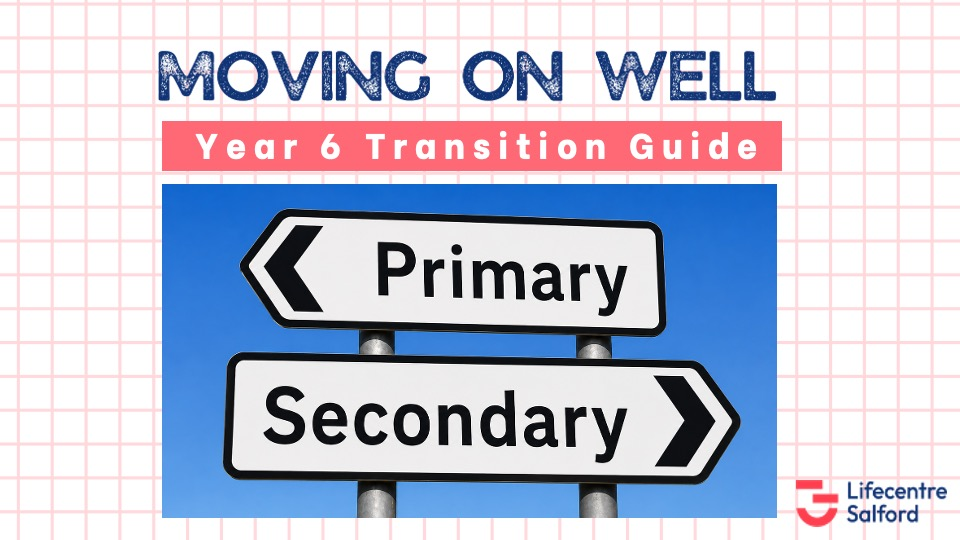 MOVING ON WELL
Year 6 Transition Guide
Primary
Secondary
Lifecentre
Salford